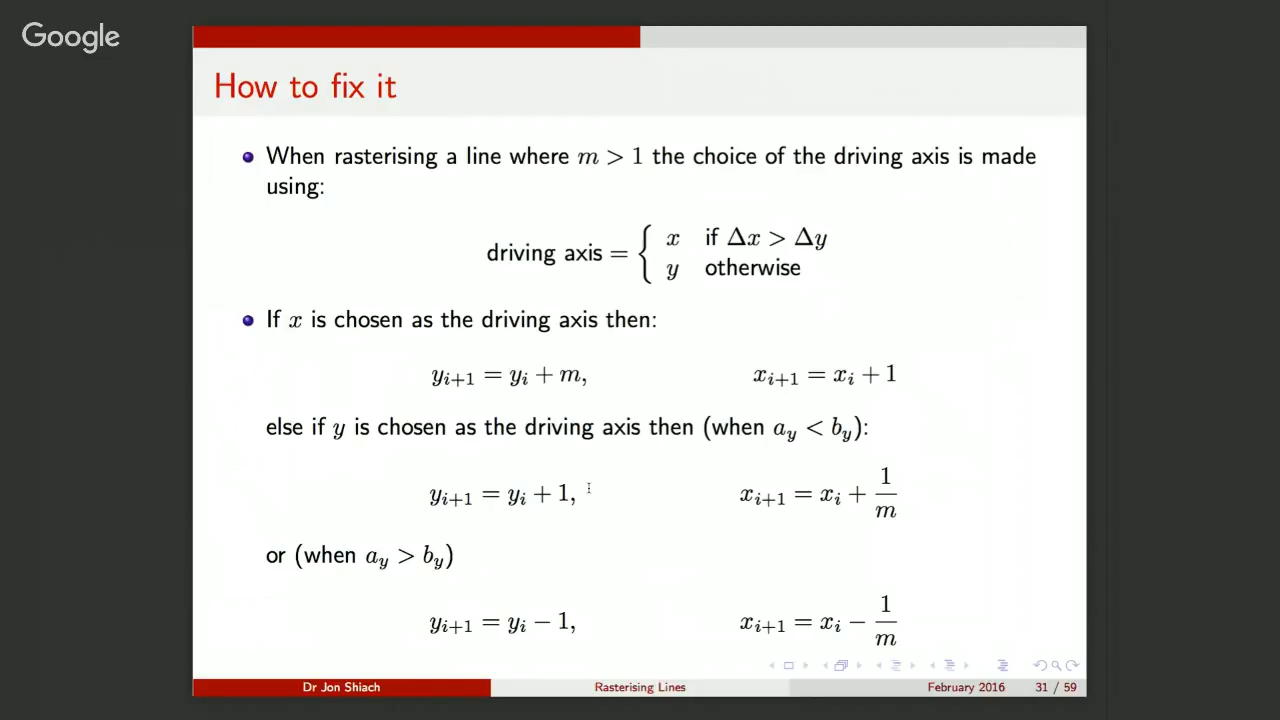 Google
How to fix it
When rasterising a line where m > 1 the choice of the driving axis is made
using:
driving axis = { x if Δx > Δy
y otherwise
If x is chosen as the driving axis then:
y_{i+1} = y_i + m, x_{i+1} = x_i + 1
else if y is chosen as the driving axis then (when a_y < b_y):
y_{i+1} = y_i + 1, x_{i+1} = x_i + \frac{1}{m}
or (when a_y > b_y)
y_{i+1} = y_i − 1, x_{i+1} = x_i − \frac{1}{m}
Dr Jon Shiach Rasterising Lines February 2016 31 / 59